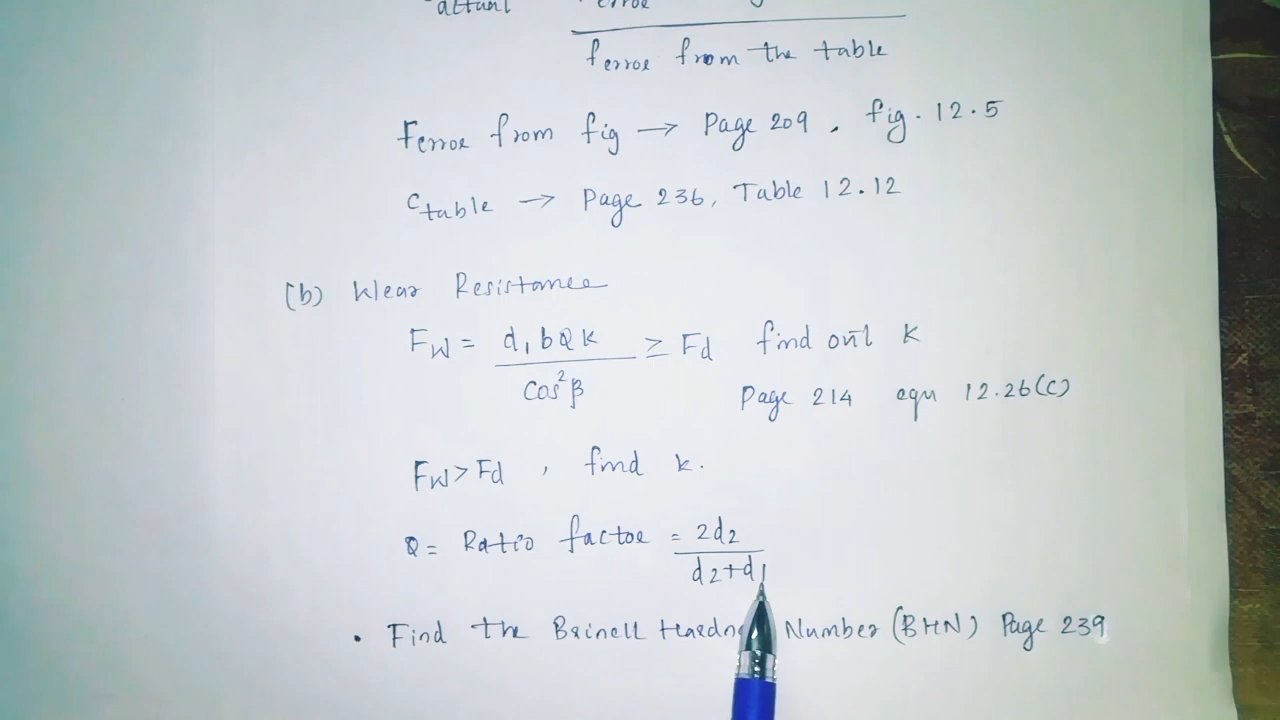 actual
ferror from the table
Ferror from fig → Page 209, fig. 12.5
Ctable → Page 236, Table 12.12
(b) Wear Resistance
FW = d1bQK / Cos²β ≥ Fd find out K
Page 214 equ 12.26(C)
FW > Fd, find K.
Q = Ratio factor = 2d2 / d2+d1
• Find the Brinell Number (BHN) Page 239